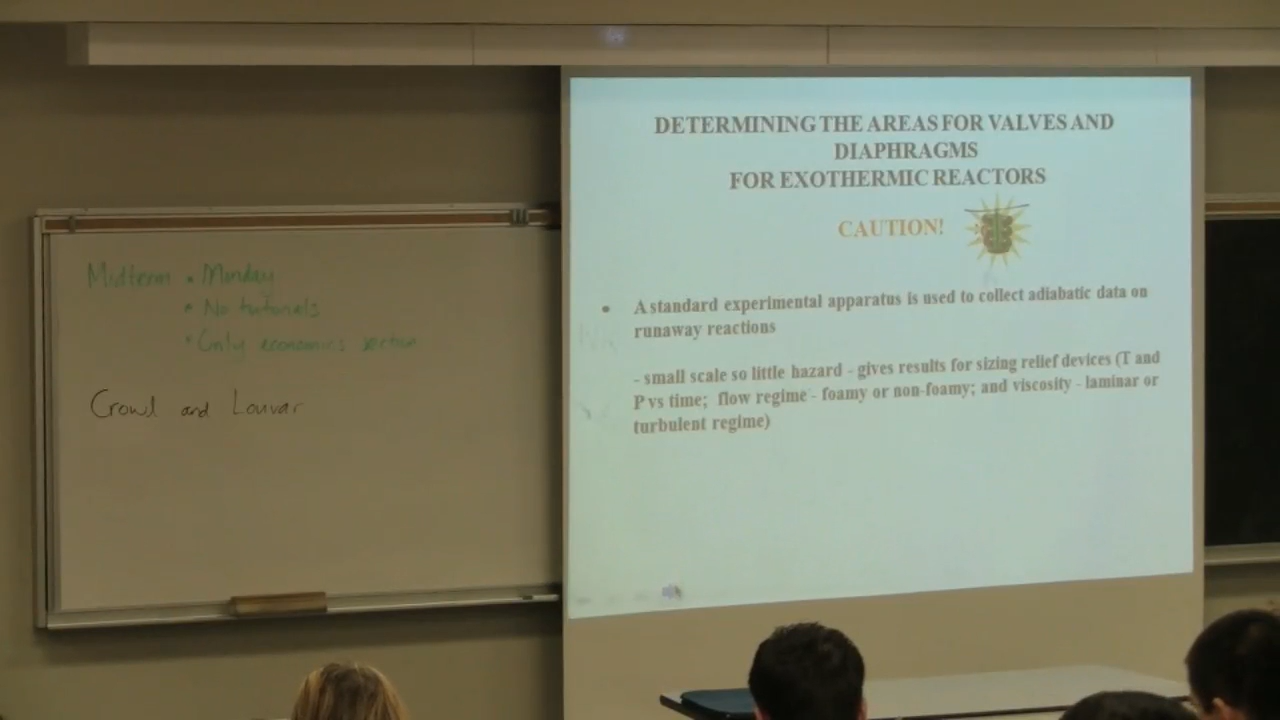 Midterm • Monday
• No tutorials
• Only economics section
Crowl and Louvar
DETERMINING THE AREAS FOR VALVES AND
DIAPHRAGMS
FOR EXOTHERMIC REACTORS
CAUTION!
• A standard experimental apparatus is used to collect adiabatic data on
runaway reactions
- small scale so little hazard - gives results for sizing relief devices (T and
P vs time; flow regime - foamy or non-foamy; and viscosity - laminar or
turbulent regime)